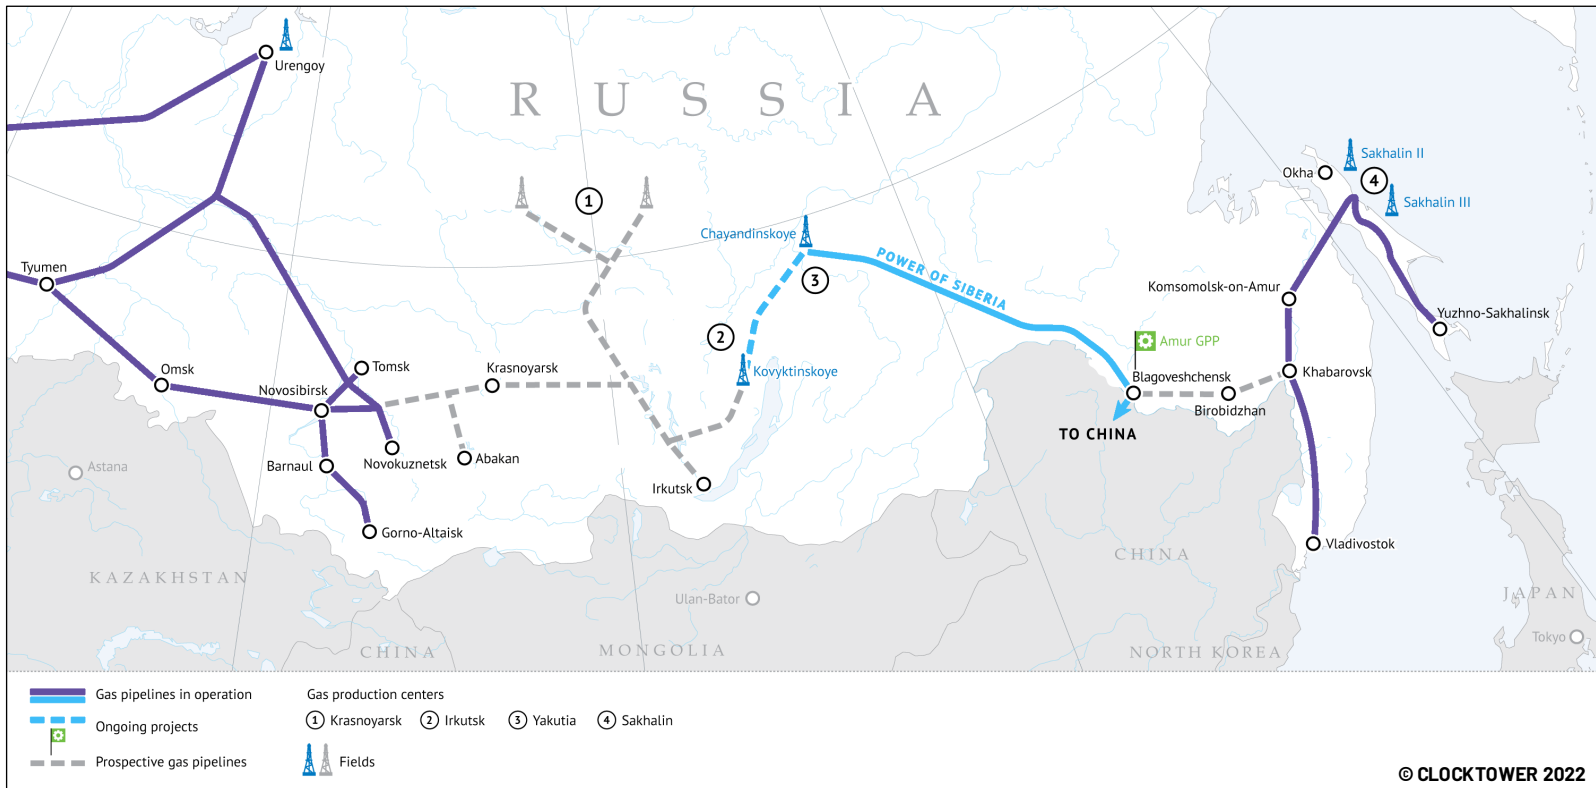 Urengoy
RUSSIA
Sakhalin II
Okha
4
1
Sakhalin III
Chayandinskoye
POWER OF SIBERIA
Tyumen
3
Komsomolsk-on-Amur
Yuzhno-Sakhalinsk
2
Amur GPP
Omsk
Tomsk
Krasnoyarsk
Kovyktinskoye
Blagoveshchensk
Khabarovsk
Novosibirsk
Birobidzhan
TO CHINA
Astana
Barnaul
Novokuznetsk
Abakan
Irkutsk
Gorno-Altaisk
Vladivostok
CHINA
KAZAKHSTAN
Ulan-Bator
JAPAN
Tokyo
CHINA
MONGOLIA
NORTH KOREA
Gas pipelines in operation
Ongoing projects
Prospective gas pipelines
Gas production centers
1 Krasnoyarsk 2 Irkutsk 3 Yakutia 4 Sakhalin
Fields
© CLOCKTOWER 2022